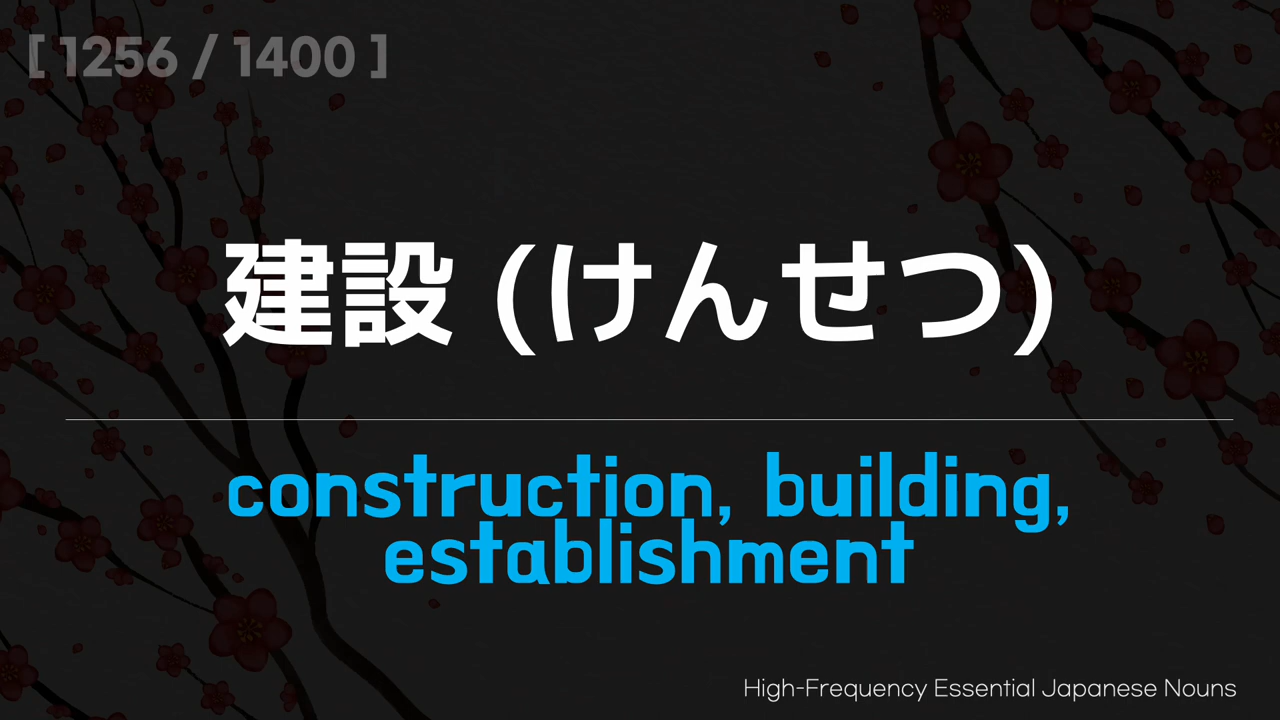 [ 1256 / 1400 ]
建設 (けんせつ)
construction, building,
establishment
High-Frequency Essential Japanese Nouns